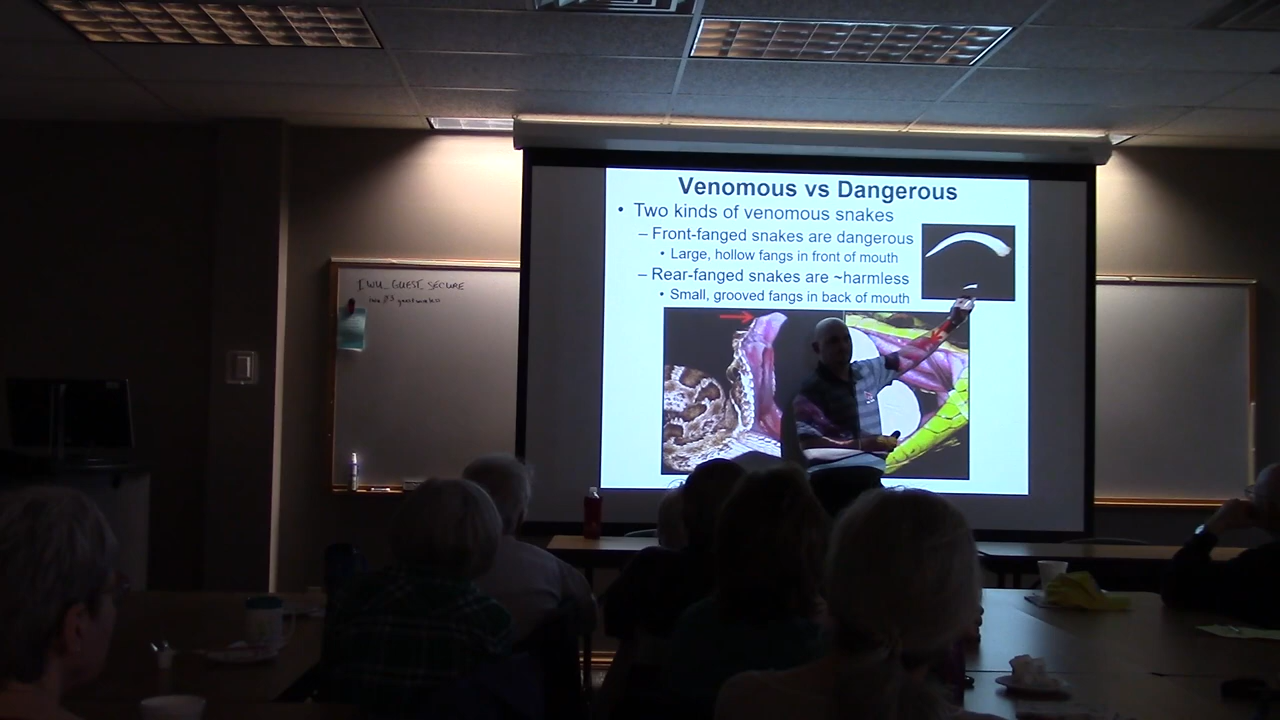 Venomous vs Dangerous
• Two kinds of venomous snakes
– Front-fanged snakes are dangerous
• Large, hollow fangs in front of mouth
– Rear-fanged snakes are ~harmless
• Small, grooved fangs in back of mouth
IWU_GUEST_SECURE